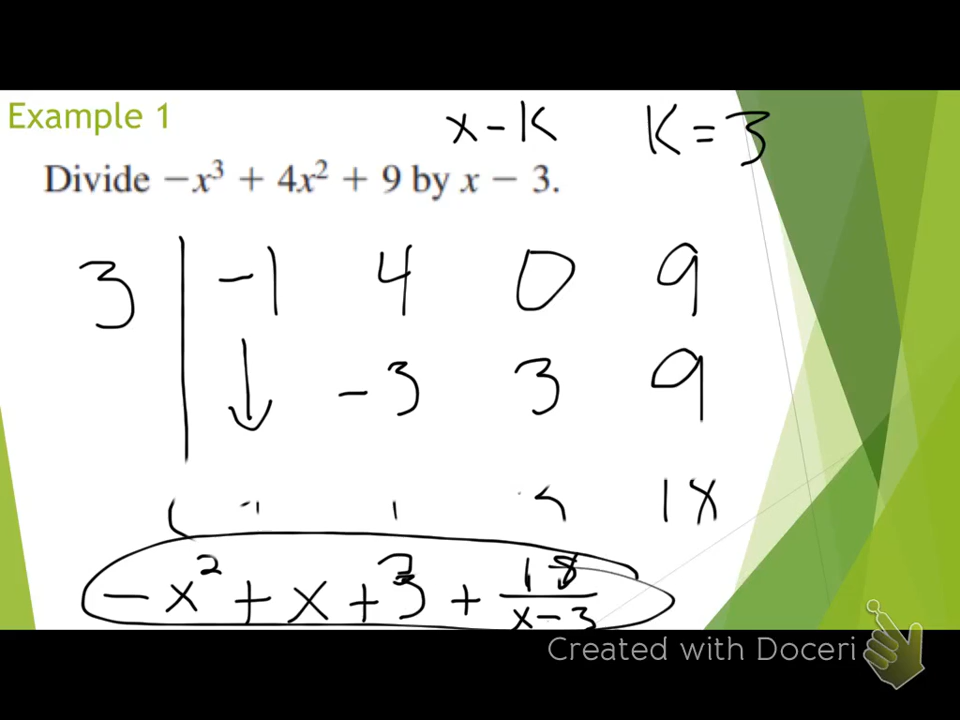 Example 1
x - K K = 3
Divide −x³ + 4x² + 9 by x − 3.
3 -1 4 0 9
-3 3 9
-x² + x + 3 + 18/(x-3)
Created with Doceri